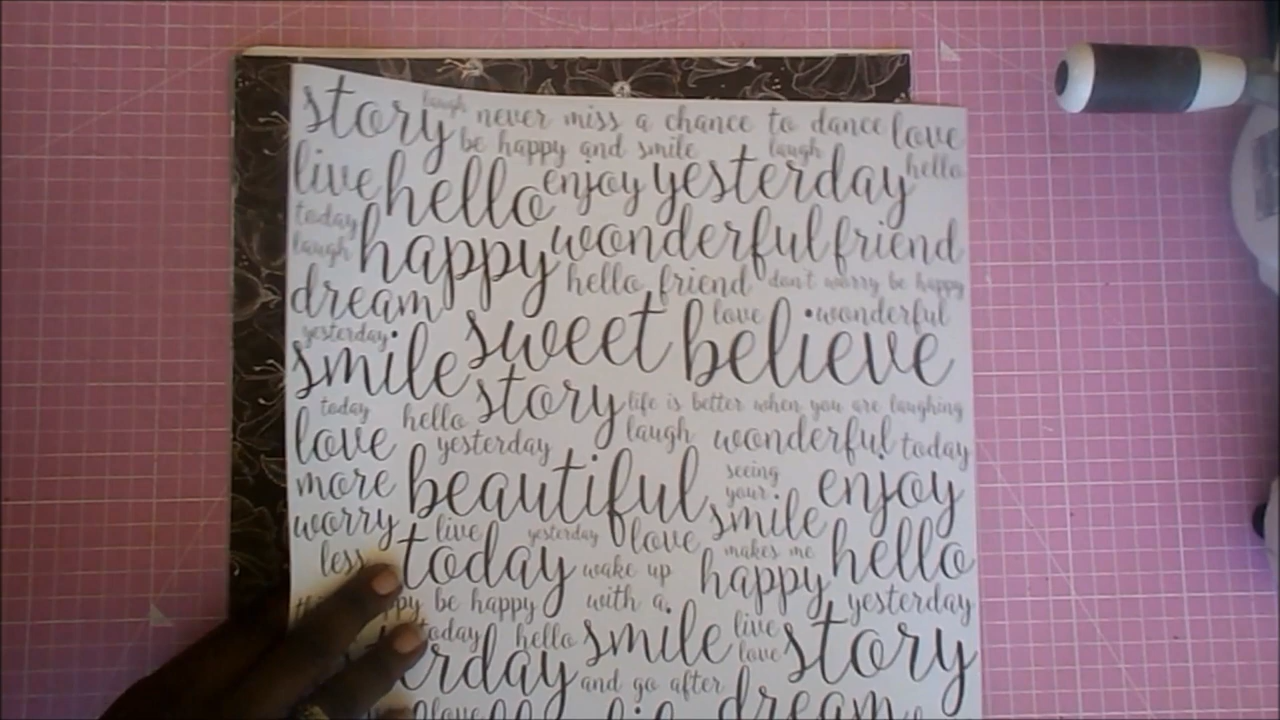 story laugh never miss a chance to dance love
be happy and smile laugh hello
live hello enjoy yesterday
today
laugh happy wonderful friend
dream hello friend don't worry be happy
yesterday love wonderful
smile sweet believe
today hello story life is better when you are laughing
love yesterday laugh wonderful today
more beautiful seeing your smile enjoy
worry live yesterday love makes me hello
less today wake up happy
be happy with a yesterday
today hello smile live story
love
and go after dream
love